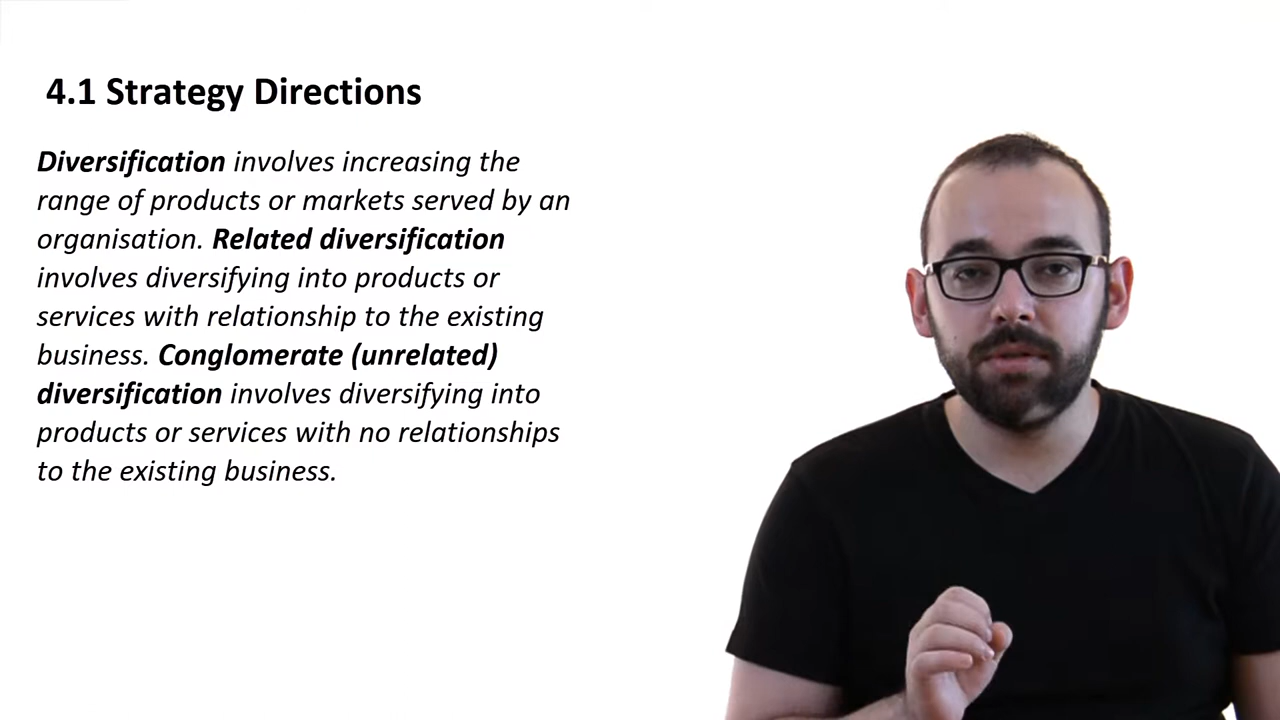 4.1 Strategy Directions
Diversification involves increasing the
range of products or markets served by an
organisation. Related diversification
involves diversifying into products or
services with relationship to the existing
business. Conglomerate (unrelated)
diversification involves diversifying into
products or services with no relationships
to the existing business.